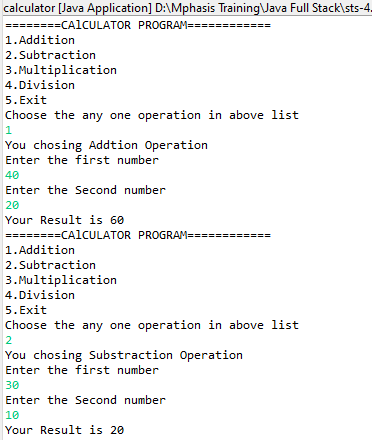 calculator [Java Application] D:\Mphasis Training\Java Full Stack\sts-4.
========CAlCULATOR PROGRAM============
1.Addition
2.Subtraction
3.Multiplication
4.Division
5.Exit
Choose the any one operation in above list
1
You chosing Addtion Operation
Enter the first number
40
Enter the Second number
20
Your Result is 60
========CAlCULATOR PROGRAM============
1.Addition
2.Subtraction
3.Multiplication
4.Division
5.Exit
Choose the any one operation in above list
2
You chosing Substraction Operation
Enter the first number
30
Enter the Second number
10
Your Result is 20